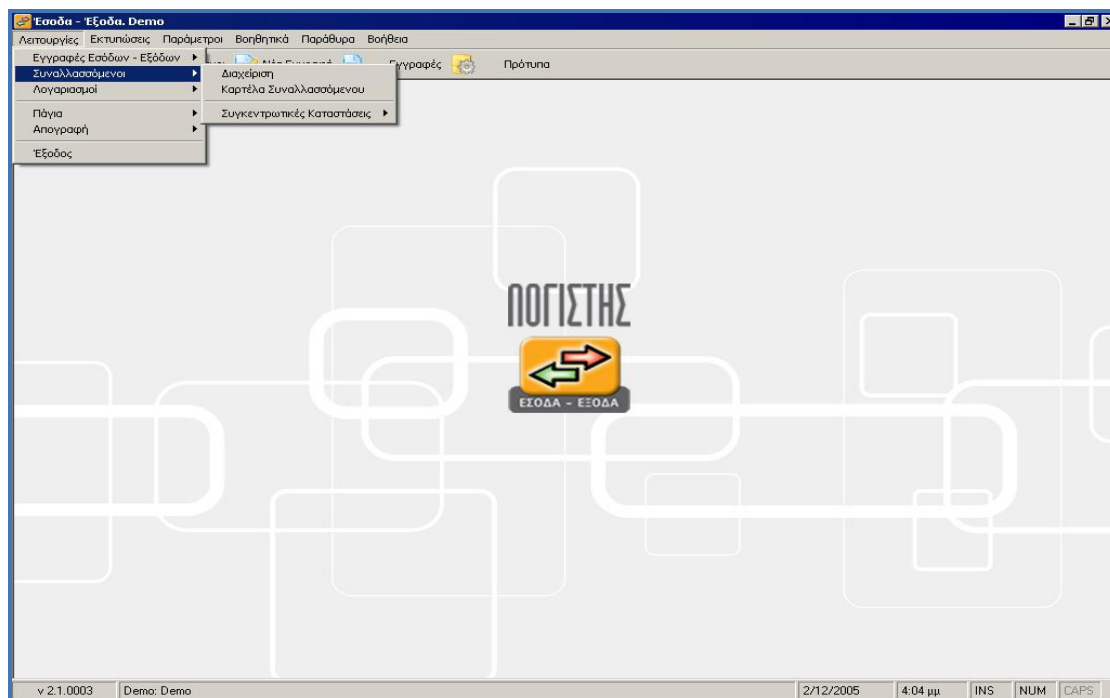 Έσοδα - Έξοδα. Demo
Λειτουργίες Εκτυπώσεις Παράμετροι Βοηθητικά Παράθυρα Βοήθεια
Εγγραφές Εσόδων - Εξόδων
Εγγραφές Πρότυπα
Συναλλασσόμενοι
Διαχείριση
Λογαριασμοί
Καρτέλα Συναλλασσόμενου
Πάγια
Συγκεντρωτικές Καταστάσεις
Απογραφή
Έξοδος
ΛΟΓΙΣΤΗΣ
ΕΣΟΔΑ - ΕΞΟΔΑ
v 2.1.0003 Demo: Demo 2/12/2005 4:04 μμ INS NUM CAPS